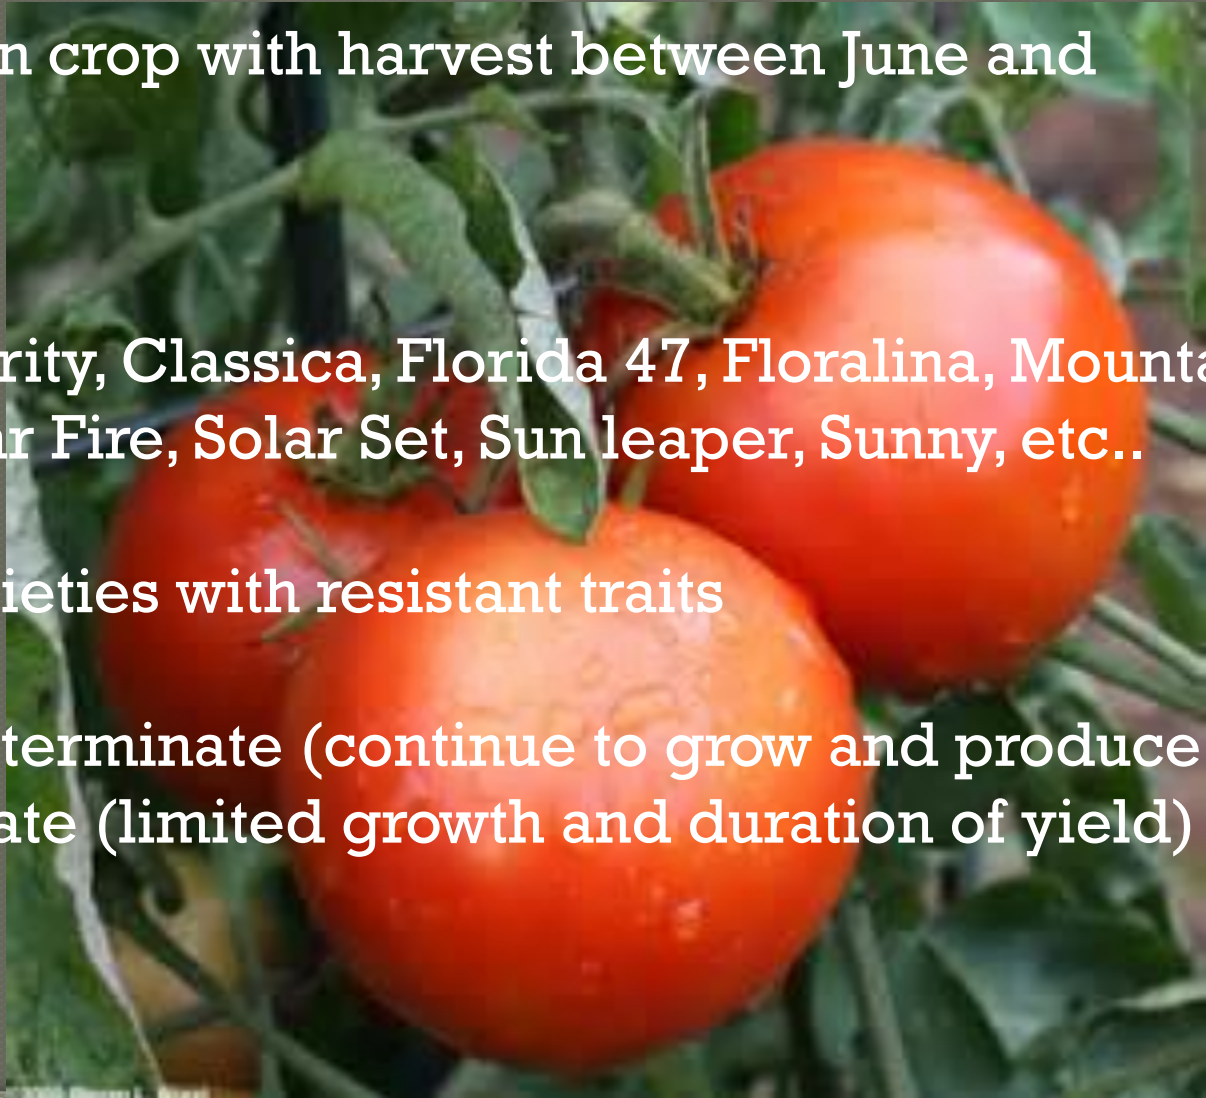 n crop with harvest between June and
rity, Classica, Florida 47, Floralina, Mounta
ar Fire, Solar Set, Sun leaper, Sunny, etc..
ieties with resistant traits
terminate (continue to grow and produce
ate (limited growth and duration of yield)